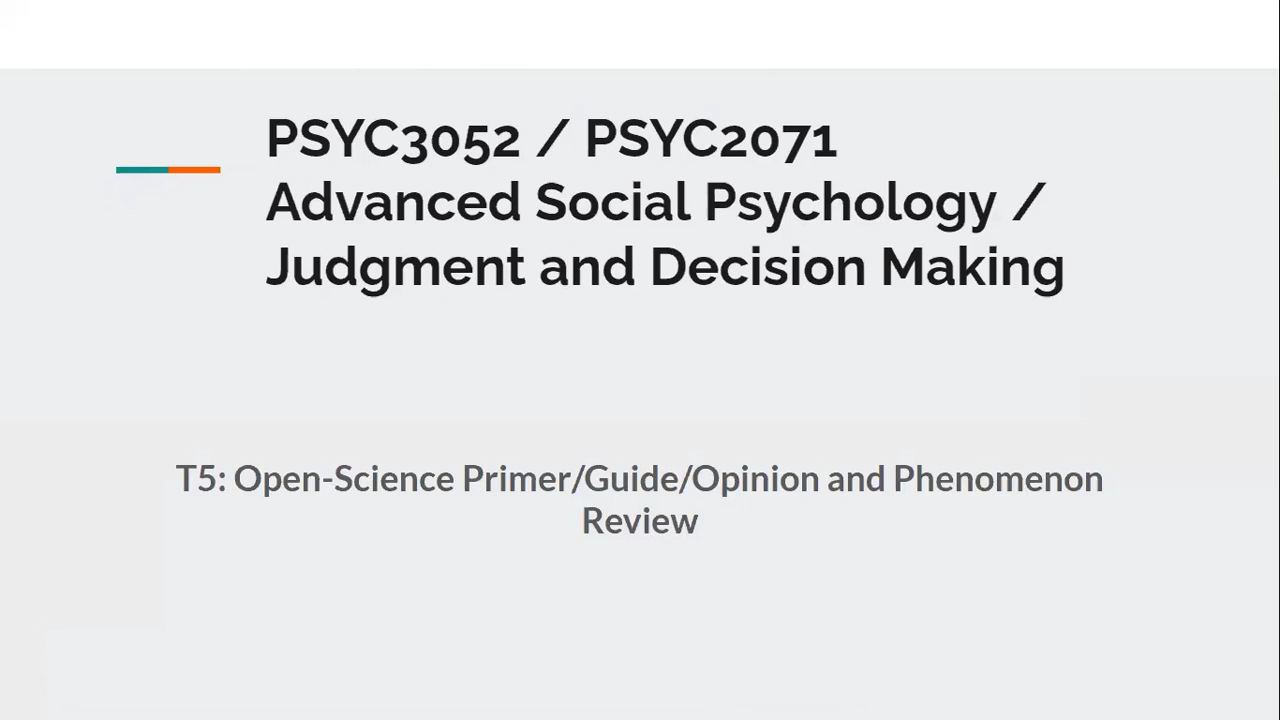 PSYC3052 / PSYC2071
Advanced Social Psychology /
Judgment and Decision Making
T5: Open-Science Primer/Guide/Opinion and Phenomenon
Review